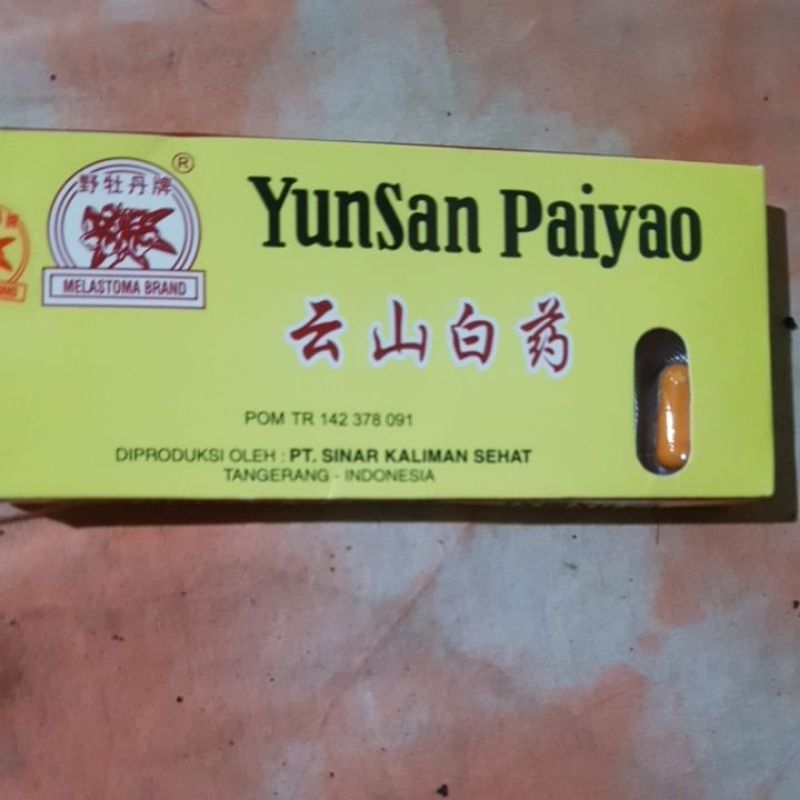 野牡丹牌
®
MELASTOMA BRAND
YunSan Paiyao
云山白药
POM TR 142 378 091
DIPRODUKSI OLEH : PT. SINAR KALIMAN SEHAT
TANGERANG - INDONESIA